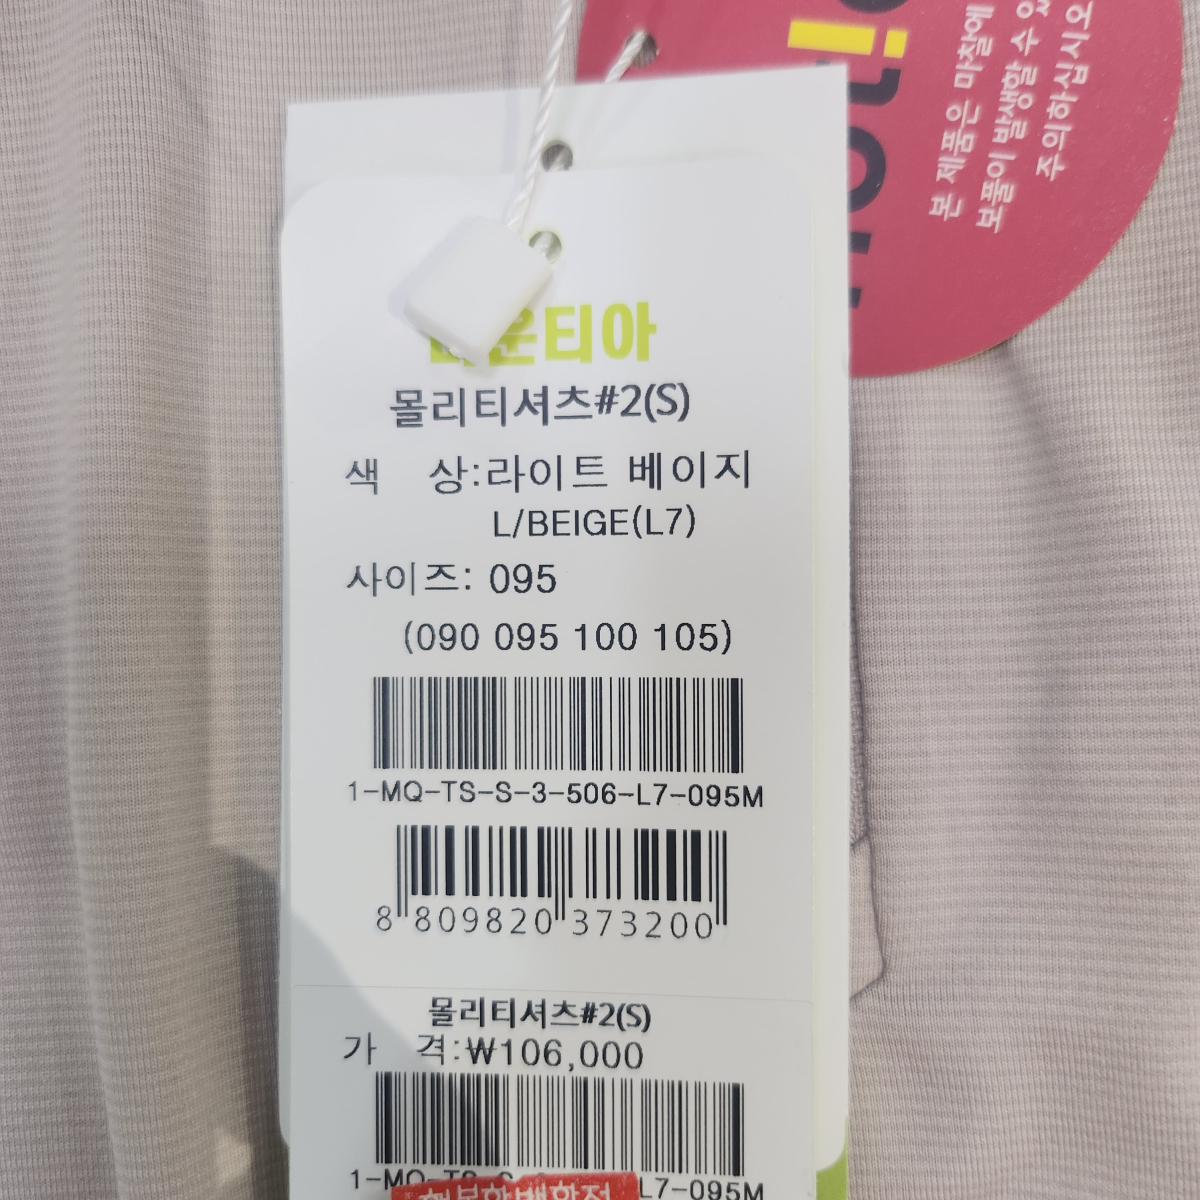 본 제품은 마찰에
보풀이 발생할 수 있
주의하십시오
몰리티셔츠#2(S)
색 상:라이트 베이지
L/BEIGE(L7)
사이즈: 095
(090 095 100 105)
1-MQ-TS-S-3-506-L7-095M
8 809820 373200
몰리티셔츠#2(S)
가 격:₩106,000
L7-095M